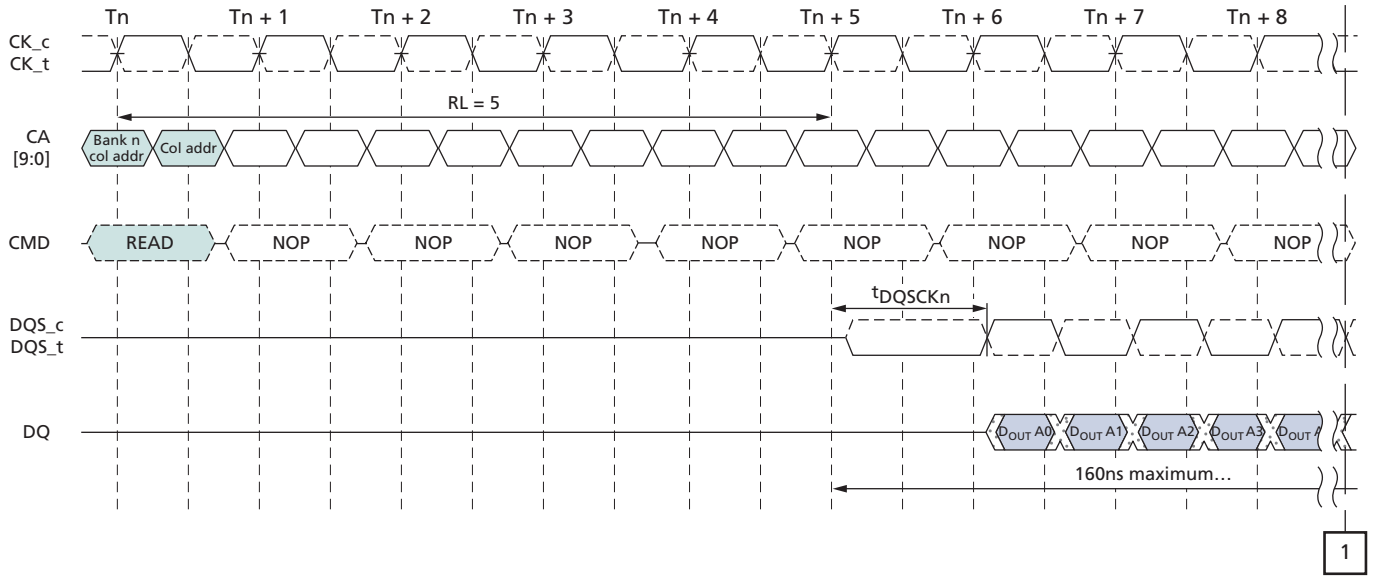 Tn Tn + 1 Tn + 2 Tn + 3 Tn + 4 Tn + 5 Tn + 6 Tn + 7 Tn + 8
CK_c
CK_t
RL = 5
CA
[9:0]
Bank n
col addr
Col addr
CMD
READ NOP NOP NOP NOP NOP NOP NOP NOP
tDQSCKn
DQS_c
DQS_t
DQ
DOUT A0 DOUT A1 DOUT A2 DOUT A3 DOUT
160ns maximum…
1